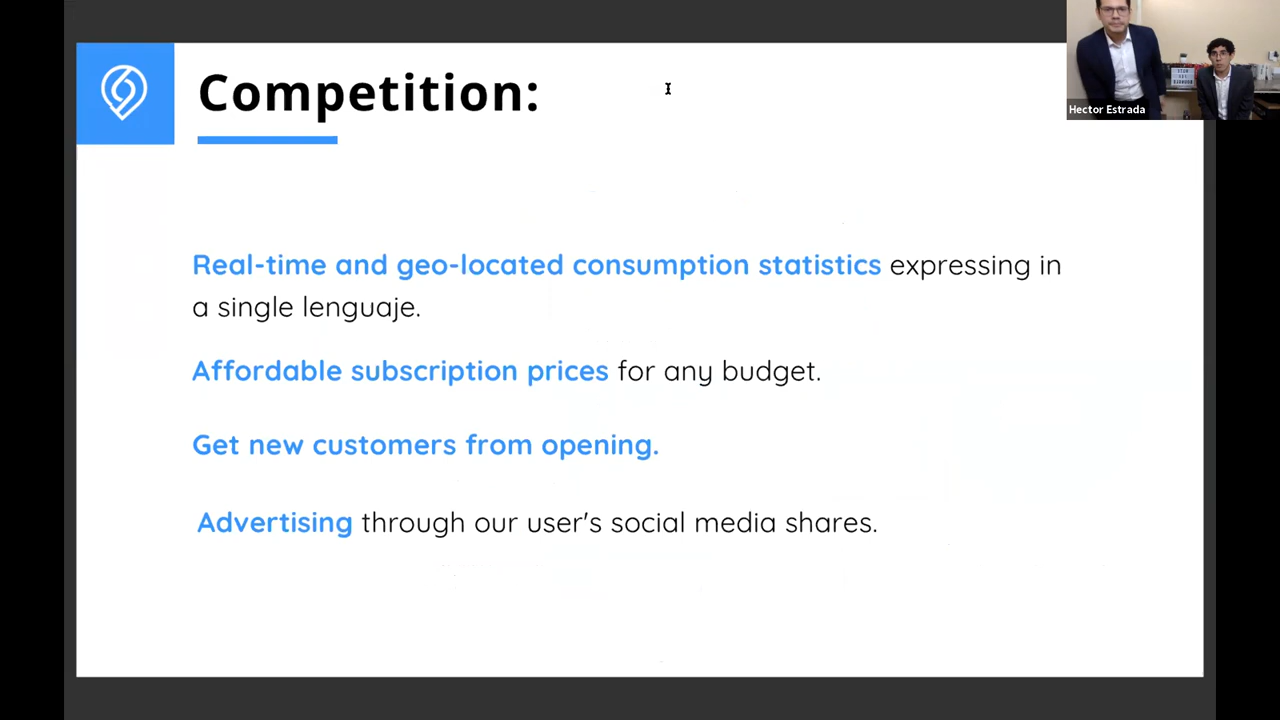 Competition:
Hector Estrada
Real-time and geo-located consumption statistics expressing in
a single lenguaje.
Affordable subscription prices for any budget.
Get new customers from opening.
Advertising through our user's social media shares.